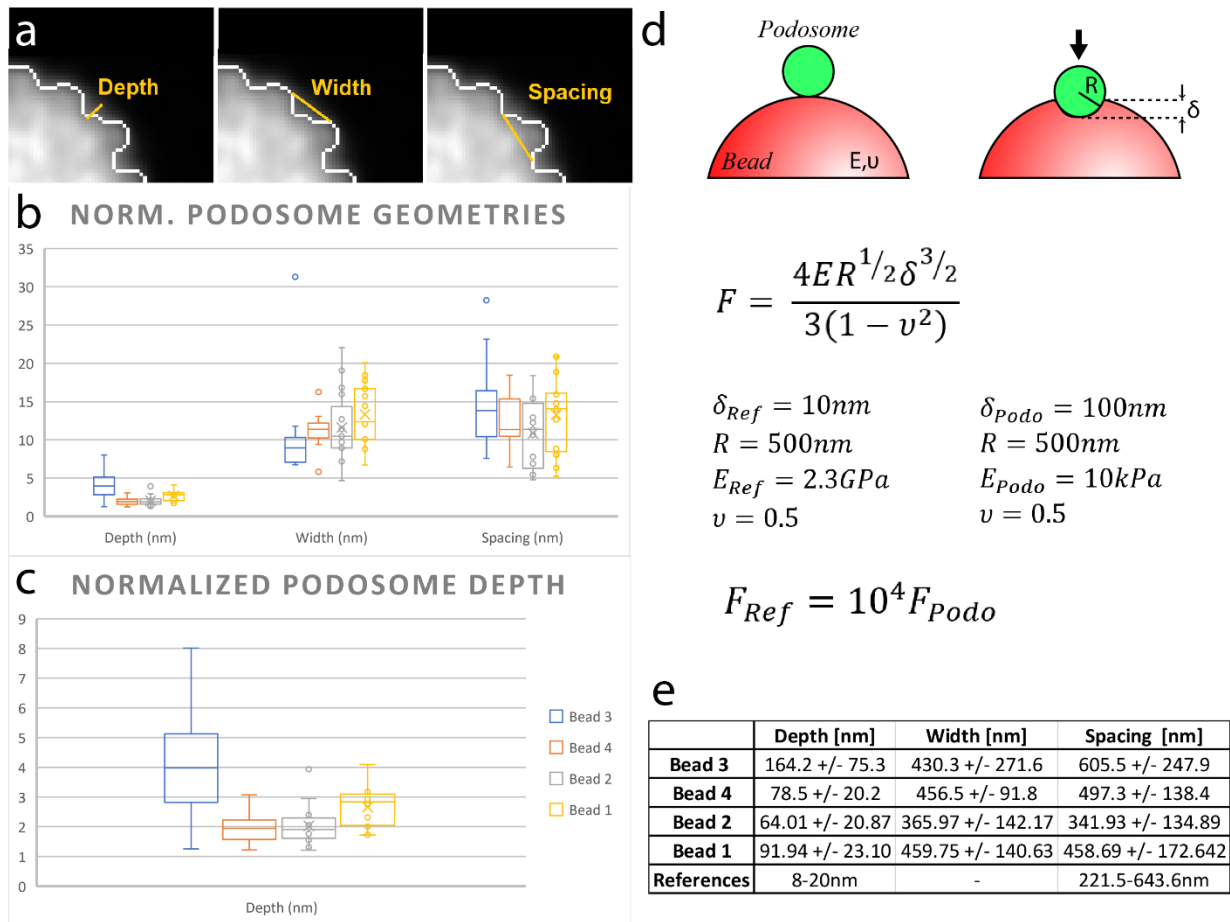 a
Depth
Width
Spacing
b
NORM. PODOSOME GEOMETRIES
35
30
25
20
15
10
5
0
Depth (nm)
Width (nm)
Spacing (nm)
c
NORMALIZED PODOSOME DEPTH
9
8
7
6
5
4
3
2
1
0
Depth (nm)
Bead 3
Bead 4
Bead 2
Bead 1
d
Podosome
Bead
E,υ
R
δ
F = 4ER^1/2 δ^3/2 / 3(1 − υ^2)
δ_Ref = 10nm
R = 500nm
E_Ref = 2.3GPa
υ = 0.5
δ_Podo = 100nm
R = 500nm
E_Podo = 10kPa
υ = 0.5
F_Ref = 10^4 F_Podo
e
Depth [nm] Width [nm] Spacing [nm]
Bead 3 164.2 +/- 75.3 430.3 +/- 271.6 605.5 +/- 247.9
Bead 4 78.5 +/- 20.2 456.5 +/- 91.8 497.3 +/- 138.4
Bead 2 64.01 +/- 20.87 365.97 +/- 142.17 341.93 +/- 134.89
Bead 1 91.94 +/- 23.10 459.75 +/- 140.63 458.69 +/- 172.642
References 8-20nm - 221.5-643.6nm